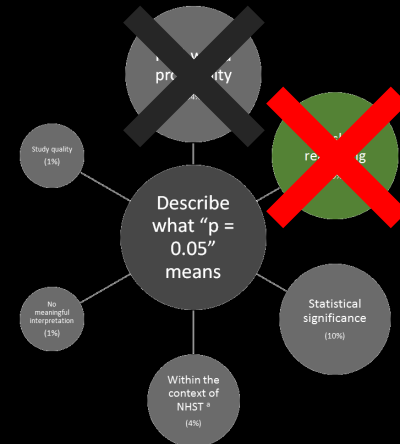 Describe
what “p =
0.05”
means
Statistical
significance
(10%)
Within the
context of
NHST a
(4%)
No
meaningful
interpretation
(1%)
Study quality
(1%)